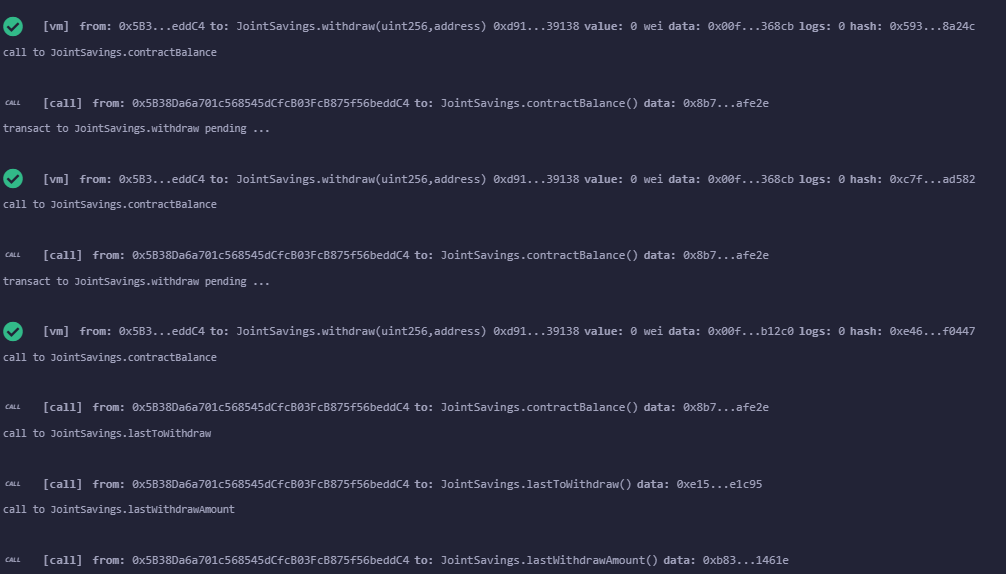 [vm] from: 0x5B3...eddC4 to: JointSavings.withdraw(uint256,address) 0xd91...39138 value: 0 wei data: 0x00f...368cb logs: 0 hash: 0x593...8a24c
call to JointSavings.contractBalance
CALL [call] from: 0x5B38Da6a701c568545dCfcB03FcB875f56beddC4 to: JointSavings.contractBalance() data: 0x8b7...afe2e
transact to JointSavings.withdraw pending ...
[vm] from: 0x5B3...eddC4 to: JointSavings.withdraw(uint256,address) 0xd91...39138 value: 0 wei data: 0x00f...368cb logs: 0 hash: 0xc7f...ad582
call to JointSavings.contractBalance
CALL [call] from: 0x5B38Da6a701c568545dCfcB03FcB875f56beddC4 to: JointSavings.contractBalance() data: 0x8b7...afe2e
transact to JointSavings.withdraw pending ...
[vm] from: 0x5B3...eddC4 to: JointSavings.withdraw(uint256,address) 0xd91...39138 value: 0 wei data: 0x00f...b12c0 logs: 0 hash: 0xe46...f0447
call to JointSavings.contractBalance
CALL [call] from: 0x5B38Da6a701c568545dCfcB03FcB875f56beddC4 to: JointSavings.contractBalance() data: 0x8b7...afe2e
call to JointSavings.lastToWithdraw
CALL [call] from: 0x5B38Da6a701c568545dCfcB03FcB875f56beddC4 to: JointSavings.lastToWithdraw() data: 0xe15...e1c95
call to JointSavings.lastWithdrawAmount
CALL [call] from: 0x5B38Da6a701c568545dCfcB03FcB875f56beddC4 to: JointSavings.lastWithdrawAmount() data: 0xb83...1461e